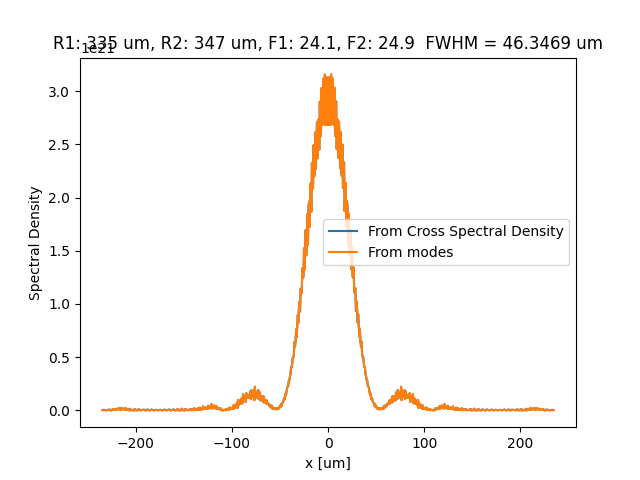 R1: 335 um, R2: 347 um, F1: 24.1, F2: 24.9  FWHM = 46.3469 um
1e21
3.0
2.5
2.0
1.5
1.0
0.5
0.0
Spectral Density
From Cross Spectral Density
From modes
−200
−100
0
100
200
x [um]